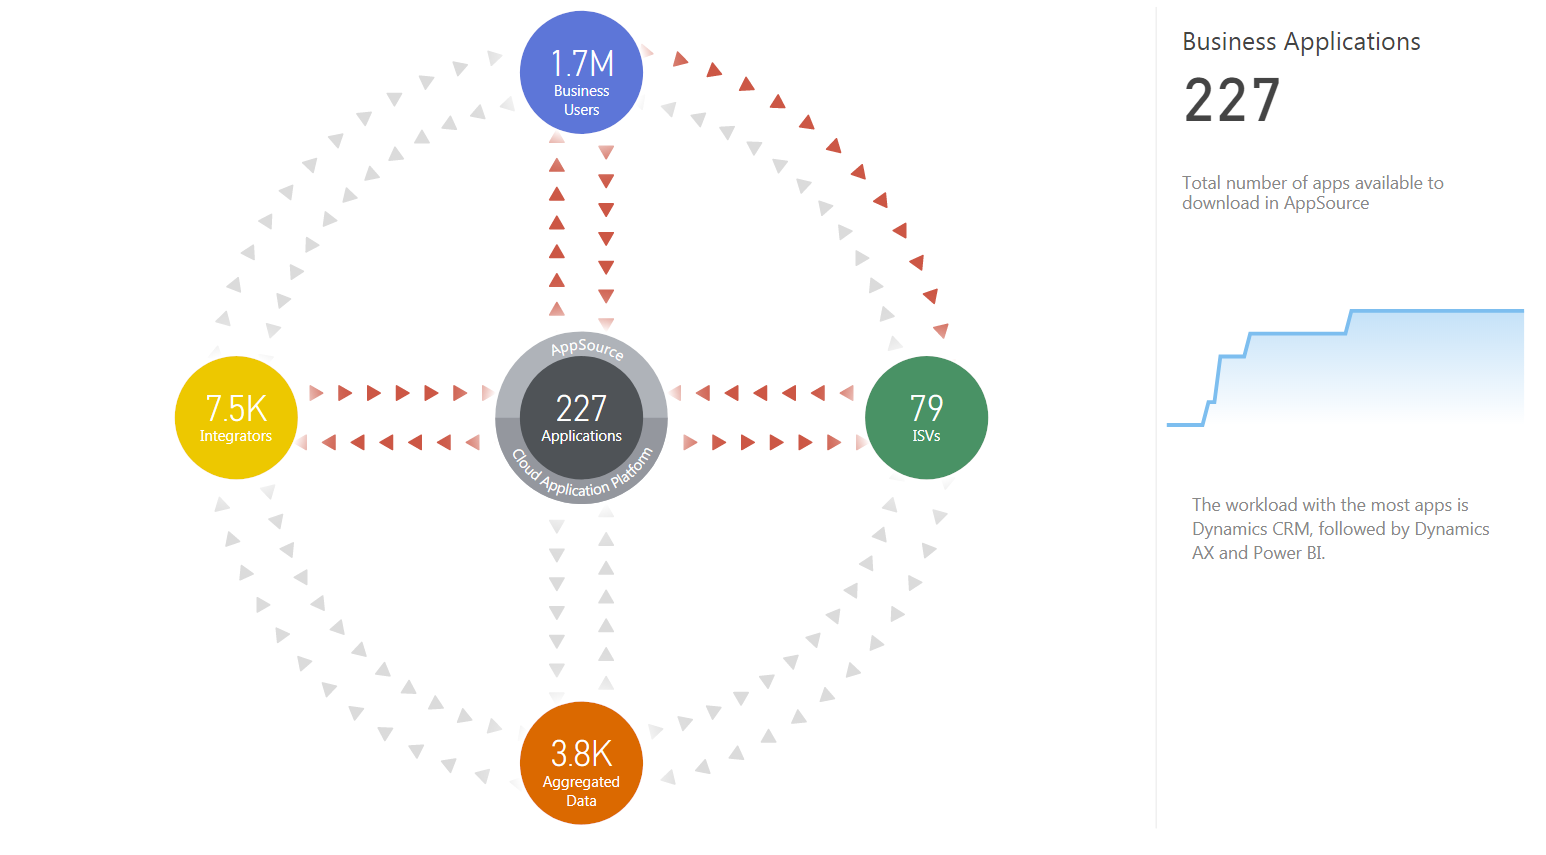 1.7M
Business
Users
7.5K
Integrators
AppSource
227
Applications
Cloud Application Platform
79
ISVs
3.8K
Aggregated
Data
Business Applications
227
Total number of apps available to
download in AppSource
The workload with the most apps is
Dynamics CRM, followed by Dynamics
AX and Power BI.